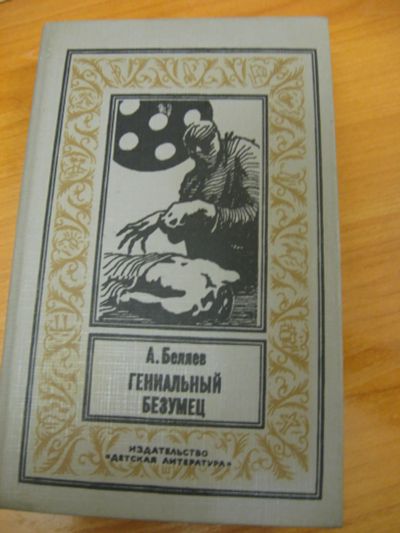 А. Беляев
ГЕНИАЛЬНЫЙ
БЕЗУМЕЦ
ИЗДАТЕЛЬСТВО
«ДЕТСКАЯ ЛИТЕРАТУРА»